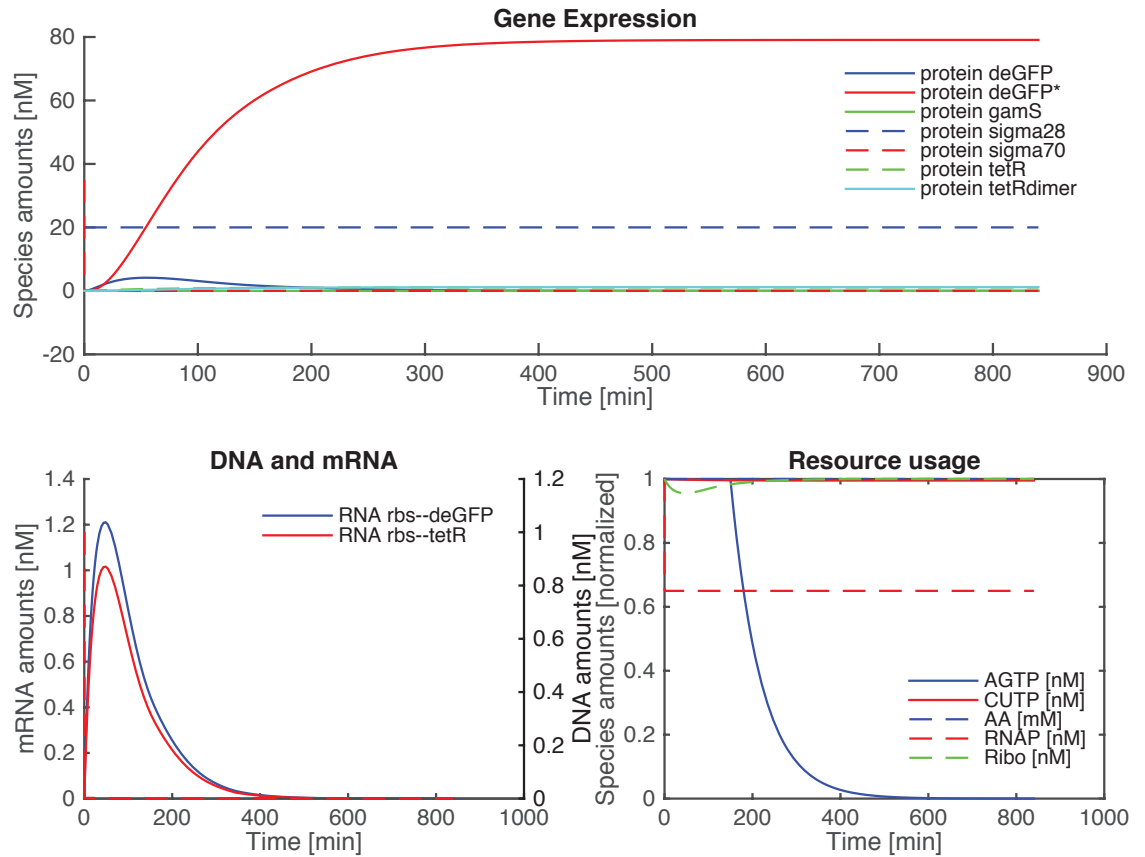 Gene Expression
Species amounts [nM]
80
60
40
20
0
-20
0
100
200
300
400
500
600
700
800
900
Time [min]
protein deGFP
protein deGFP*
protein gamS
protein sigma28
protein sigma70
protein tetR
protein tetRdimer
DNA and mRNA
mRNA amounts [nM]
1.4
1.2
1
0.8
0.6
0.4
0.2
0
0
200
400
600
800
1000
Time [min]
RNA rbs--deGFP
RNA rbs--tetR
1.2
1
0.8
0.6
0.4
0.2
0
DNA amounts [nM]
Resource usage
Species amounts [normalized]
1
0.8
0.6
0.4
0.2
0
0
200
400
600
800
1000
Time [min]
AGTP [nM]
CUTP [nM]
AA [mM]
RNAP [nM]
Ribo [nM]